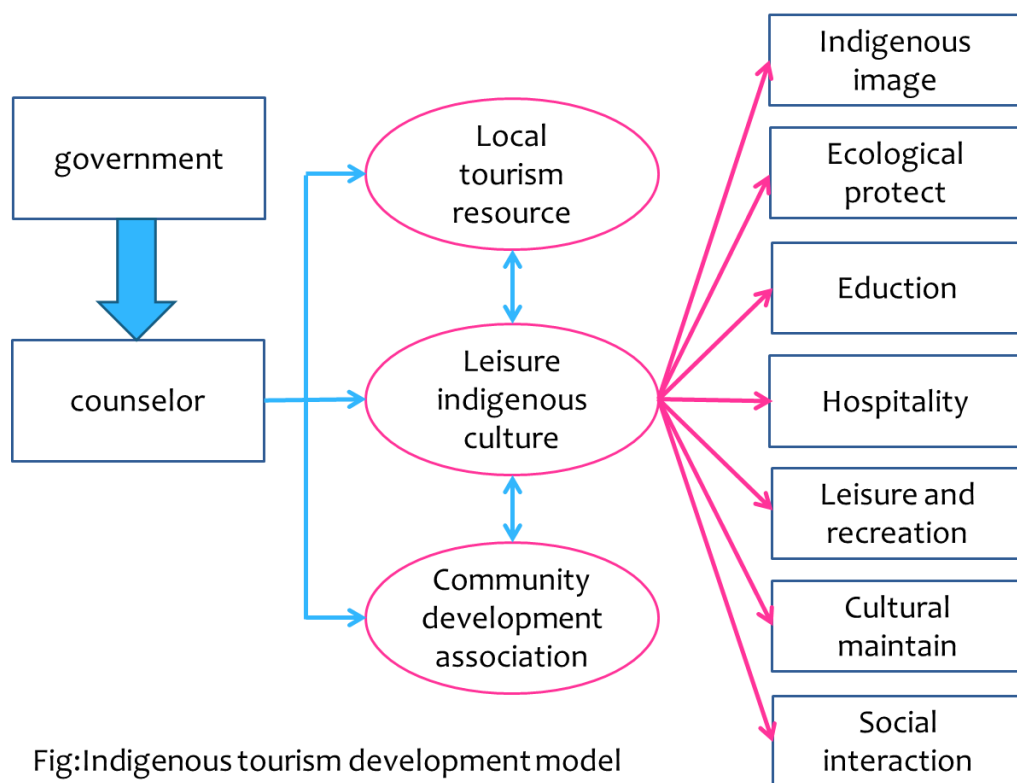 government
counselor
Local
tourism
resource
Leisure
indigenous
culture
Community
development
association
Indigenous
image
Ecological
protect
Eduction
Hospitality
Leisure and
recreation
Cultural
maintain
Social
interaction
Fig:Indigenous tourism development model